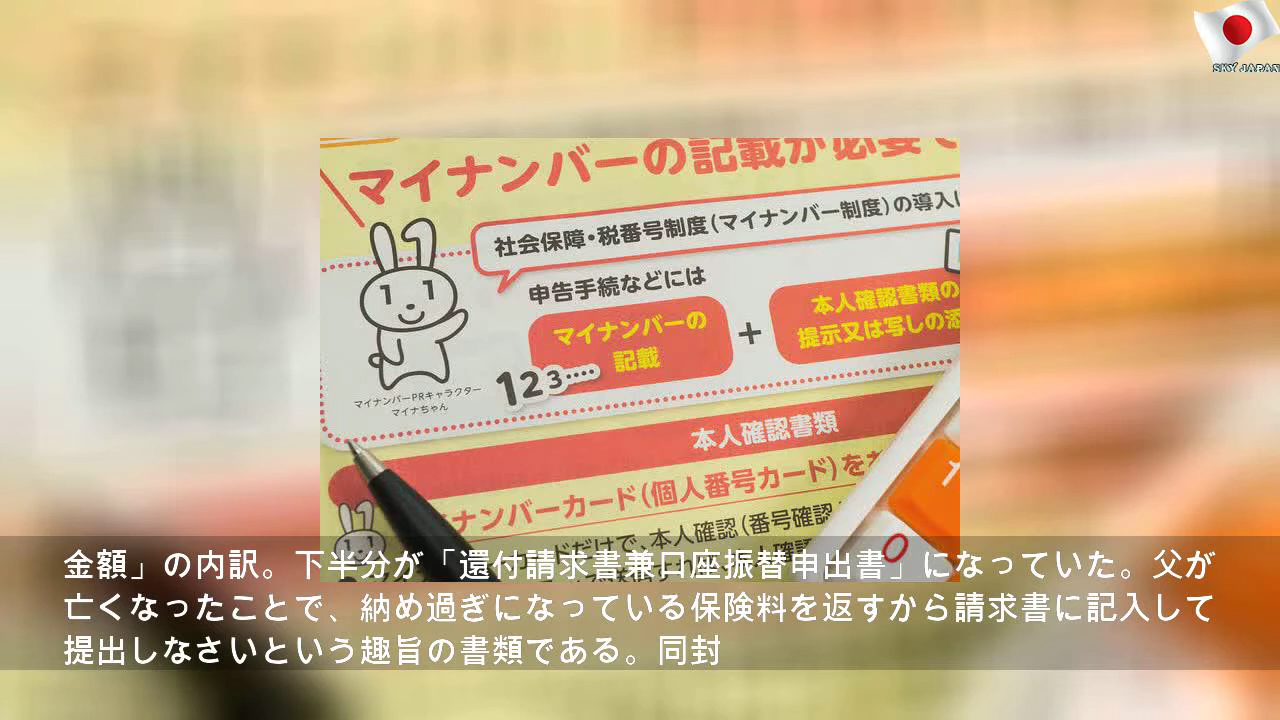 SKY JAPAN
マイナンバーの記載が必要で
社会保障・税番号制度(マイナンバー制度)の導入に
申告手続などには
マイナンバーの
記載
+
本人確認書類の
提示又は写しの添
123‥‥
マイナンバーPRキャラクター
マイナちゃん
本人確認書類
ナンバーカード(個人番号カード)を
ドだけで、本人確認(番号確認
1
0
金額」の内訳。下半分が「還付請求書兼口座振替申出書」になっていた。父が
亡くなったことで、納め過ぎになっている保険料を返すから請求書に記入して
提出しなさいという趣旨の書類である。同封